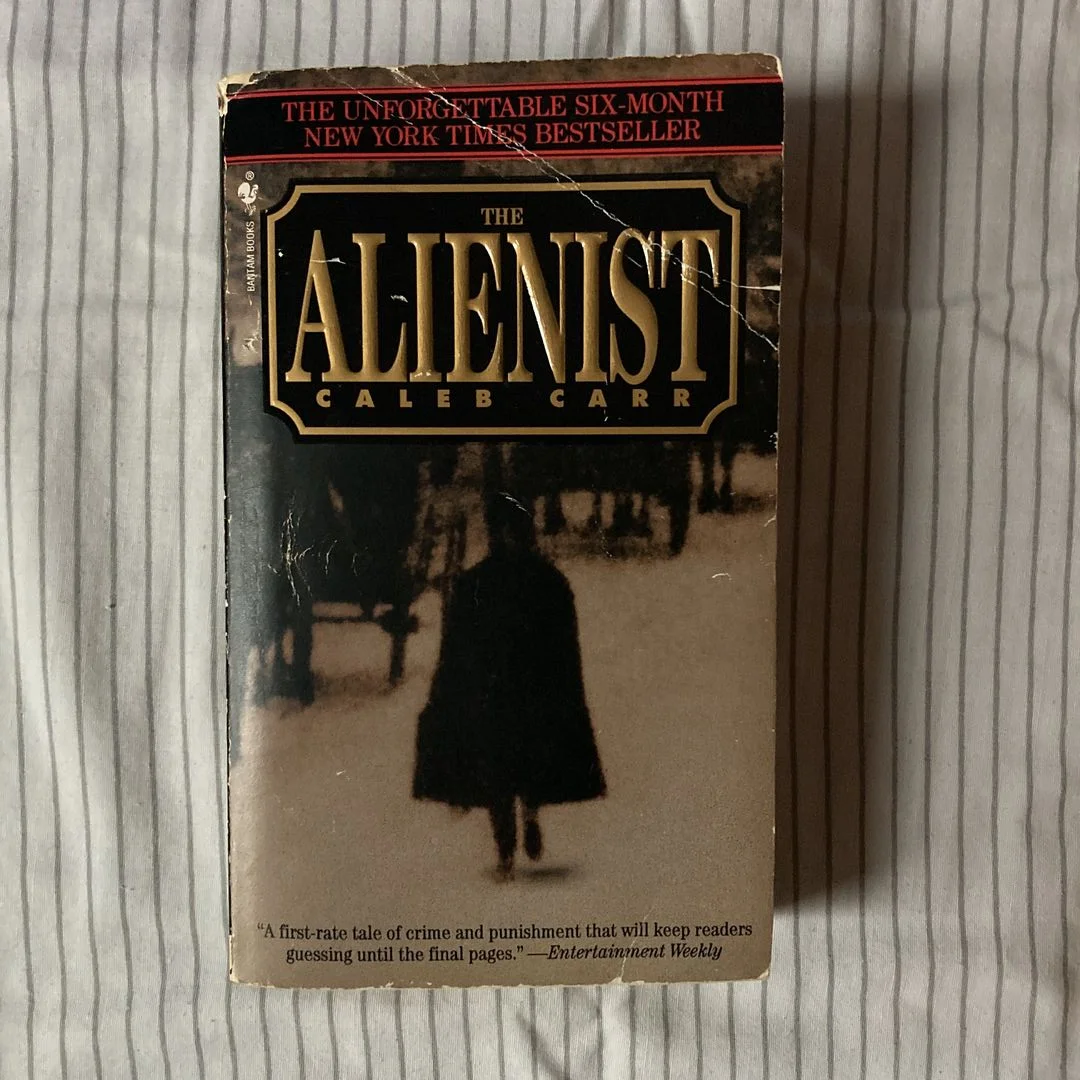 THE UNFORGETTABLE SIX-MONTH
NEW YORK TIMES BESTSELLER
®
BANTAM BOOKS
THE
ALIENIST
CALEB CARR
“A first-rate tale of crime and punishment that will keep readers
guessing until the final pages.” —Entertainment Weekly